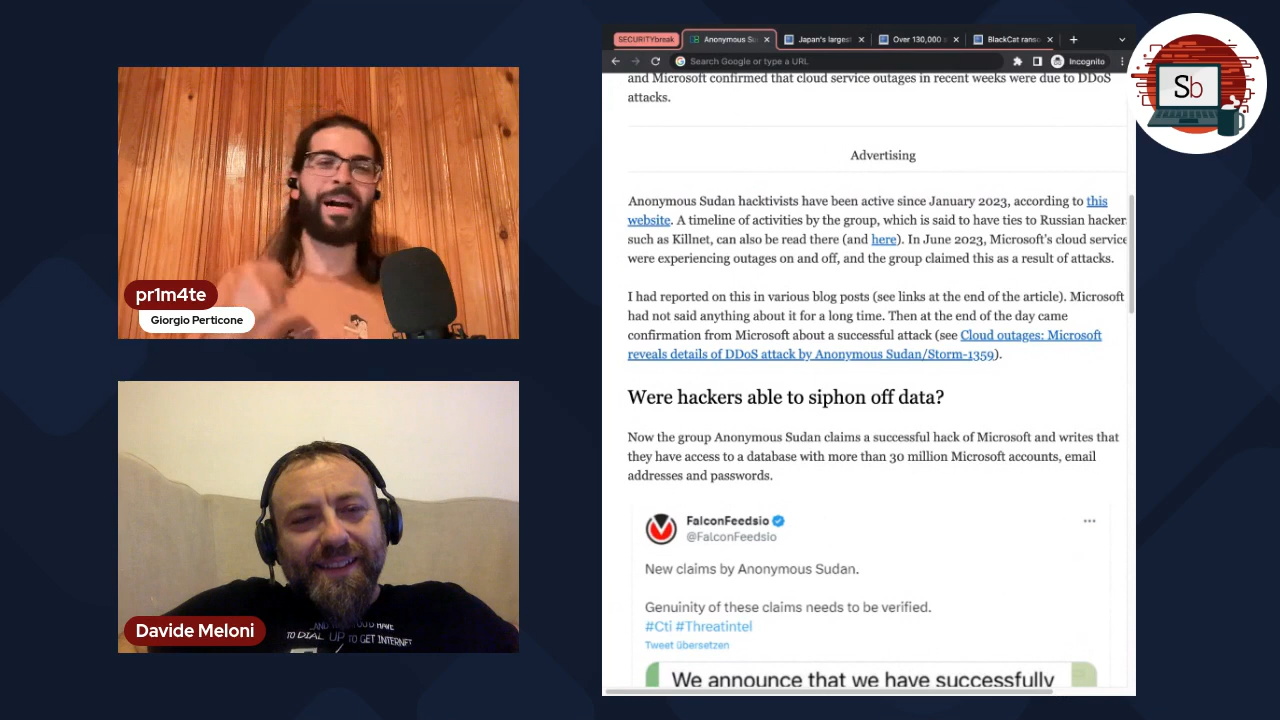 pr1m4te
Giorgio Perticone
Davide Meloni
TO DIAL UP TO GET INTERNET
SECURITYbreak
Anonymous Su
Japan's largest
Over 130,000
BlackCat ranso
Search Google or type a URL
Incognito
Sb
and Microsoft confirmed that cloud service outages in recent weeks were due to DDoS
attacks.
Advertising
Anonymous Sudan hacktivists have been active since January 2023, according to this
website. A timeline of activities by the group, which is said to have ties to Russian hacker
such as Killnet, can also be read there (and here). In June 2023, Microsoft's cloud service
were experiencing outages on and off, and the group claimed this as a result of attacks.
I had reported on this in various blog posts (see links at the end of the article). Microsoft
had not said anything about it for a long time. Then at the end of the day came
confirmation from Microsoft about a successful attack (see Cloud outages: Microsoft
reveals details of DDoS attack by Anonymous Sudan/Storm-1359).
Were hackers able to siphon off data?
Now the group Anonymous Sudan claims a successful hack of Microsoft and writes that
they have access to a database with more than 30 million Microsoft accounts, email
addresses and passwords.
FalconFeedsio
@FalconFeedsio
New claims by Anonymous Sudan.
Genuinity of these claims needs to be verified.
#Cti #Threatintel
Tweet übersetzen
We announce that we have successfully